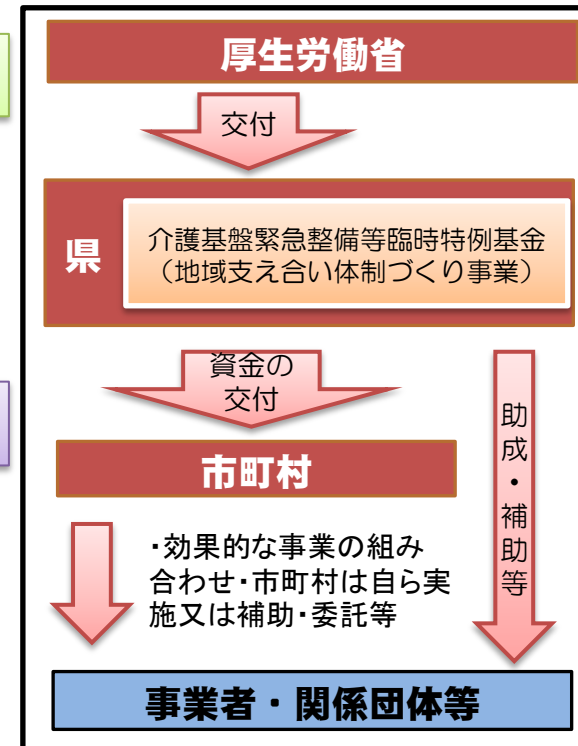 厚生労働省
交付
県
介護基盤緊急整備等臨時特例基金
（地域支え合い体制づくり事業）
資金の
交付
助成・補助等
市町村
・効果的な事業の組み
合わせ・市町村は自ら実
施又は補助・委託等
事業者・関係団体等